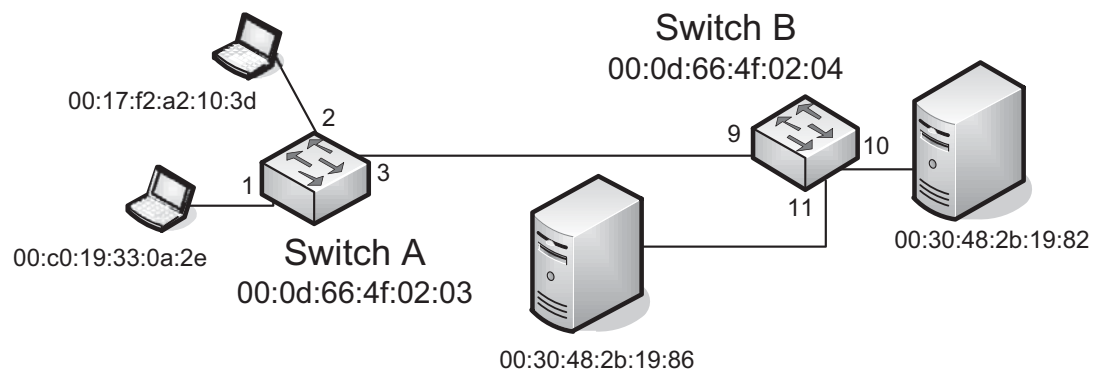 Switch B
00:0d:66:4f:02:04
00:17:f2:a2:10:3d
2
9
10
1
3
11
00:c0:19:33:0a:2e
Switch A
00:0d:66:4f:02:03
00:30:48:2b:19:82
00:30:48:2b:19:86